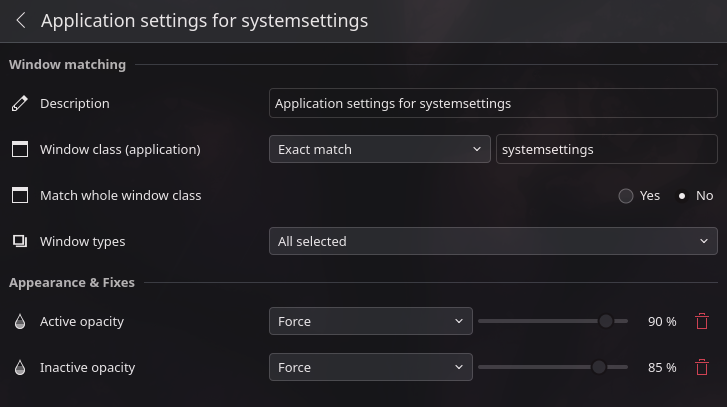 Application settings for systemsettings
Window matching
Description Application settings for systemsettings
Window class (application) Exact match systemsettings
Match whole window class Yes No
Window types All selected
Appearance & Fixes
Active opacity Force 90 %
Inactive opacity Force 85 %